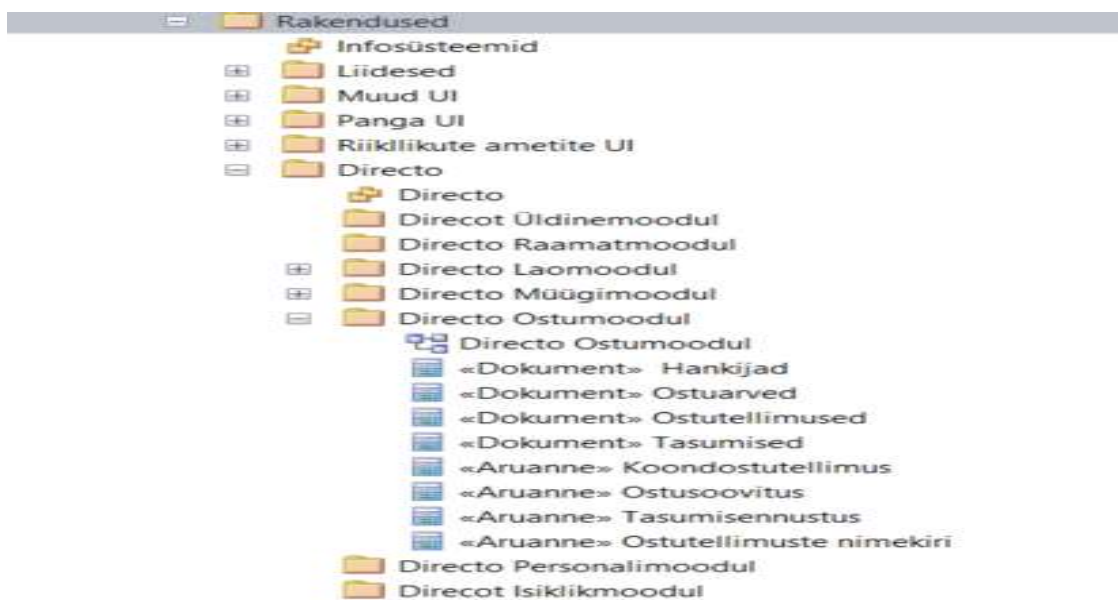 Rakendused
Infosüsteemid
Liidesed
Muud UI
Panga UI
Riikllikute ametite UI
Directo
Directo
Direcot Üldinemoodul
Directo Raamatmoodul
Directo Laomoodul
Directo Müügimoodul
Directo Ostumoodul
Directo Ostumoodul
«Dokument» Hankijad
«Dokument» Ostuarved
«Dokument» Ostutellimused
«Dokument» Tasumised
«Aruanne» Koondostutellimus
«Aruanne» Ostusoovitus
«Aruanne» Tasumisennustus
«Aruanne» Ostutellimuste nimekiri
Directo Personalimoodul
Direcot Isiklikmoodul